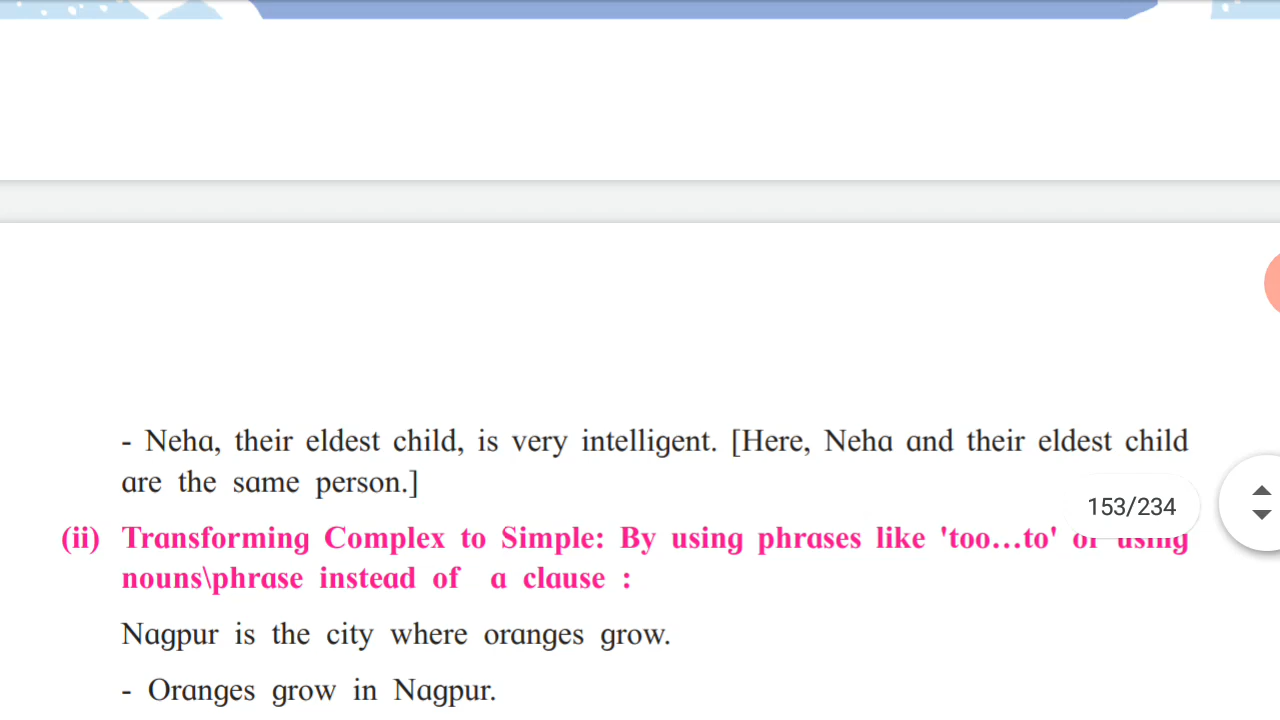 - Neha, their eldest child, is very intelligent. [Here, Neha and their eldest child
are the same person.]
153/234
(ii) Transforming Complex to Simple: By using phrases like 'too...to' or using
nouns\phrase instead of a clause :
Nagpur is the city where oranges grow.
- Oranges grow in Nagpur.